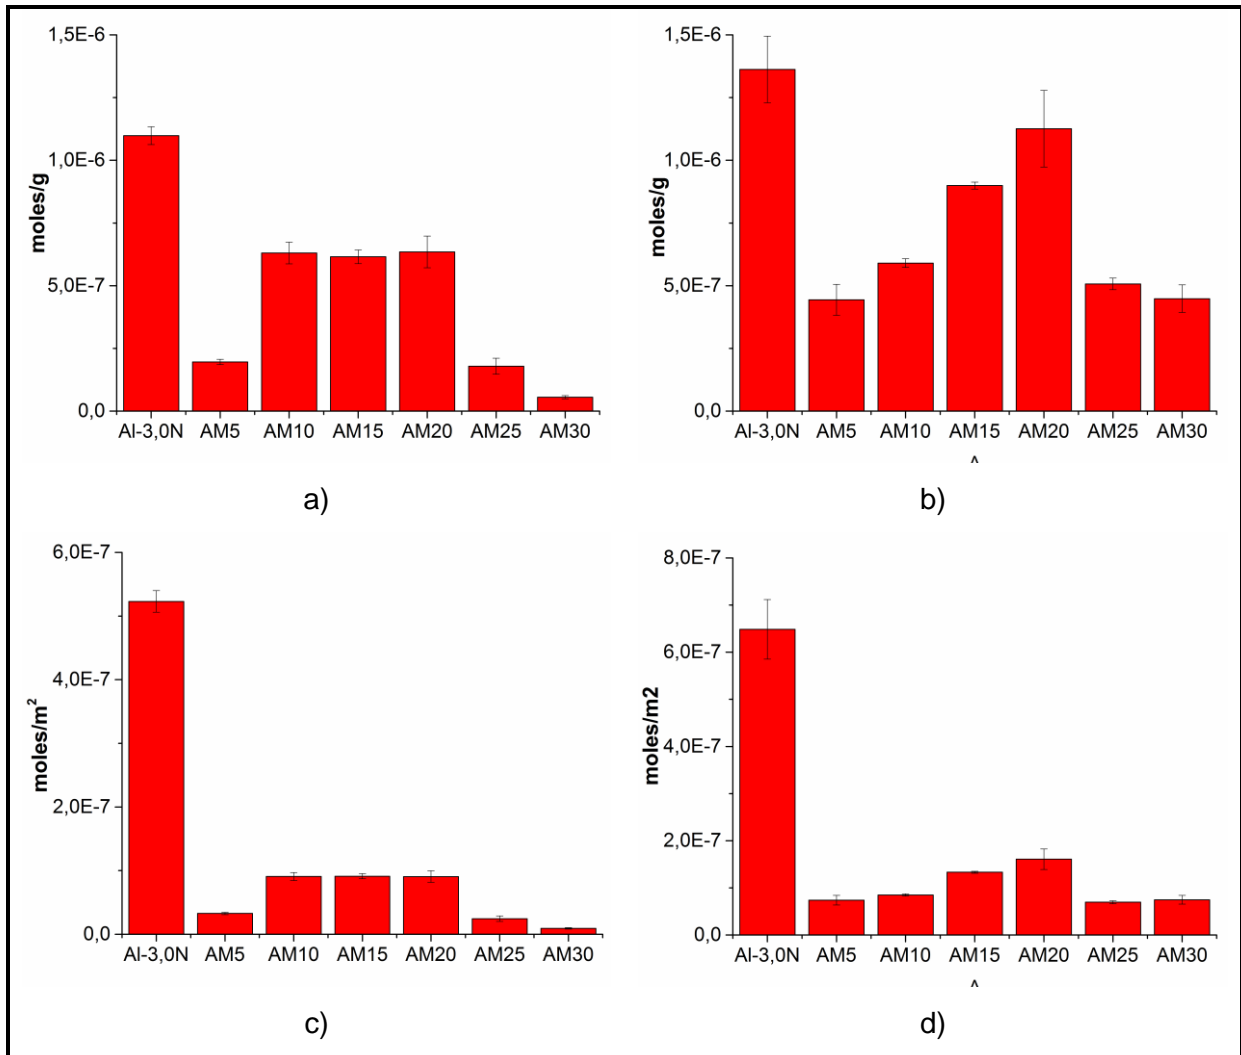 moles/g
1,5E-6
1,0E-6
5,0E-7
0,0
Al-3,0N AM5 AM10 AM15 AM20 AM25 AM30
a)
moles/g
1,5E-6
1,0E-6
5,0E-7
0,0
Al-3,0N AM5 AM10 AM15 AM20 AM25 AM30
b)
moles/m²
6,0E-7
4,0E-7
2,0E-7
0,0
Al-3,0N AM5 AM10 AM15 AM20 AM25 AM30
c)
moles/m2
8,0E-7
6,0E-7
4,0E-7
2,0E-7
0,0
Al-3,0N AM5 AM10 AM15 AM20 AM25 AM30
d)